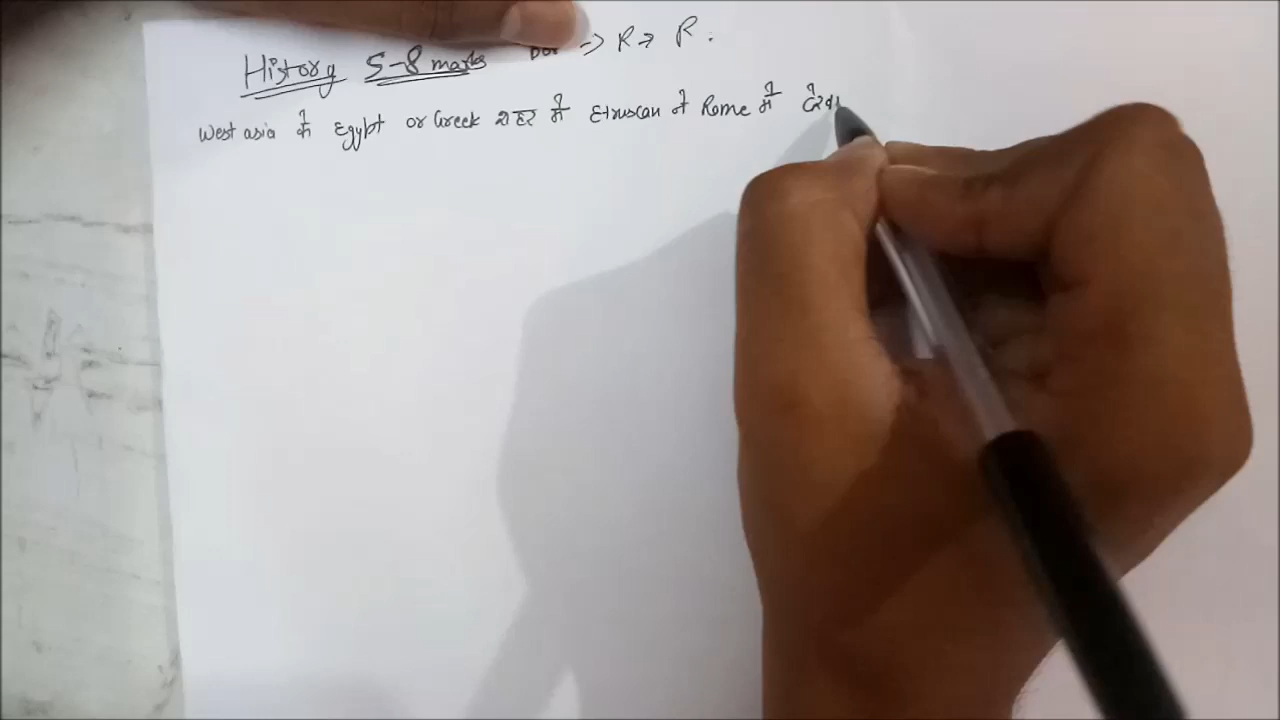 History 5-8 marks => R → R.
West asia में Egypt or Greek शहर में Etruscan ने Rome में